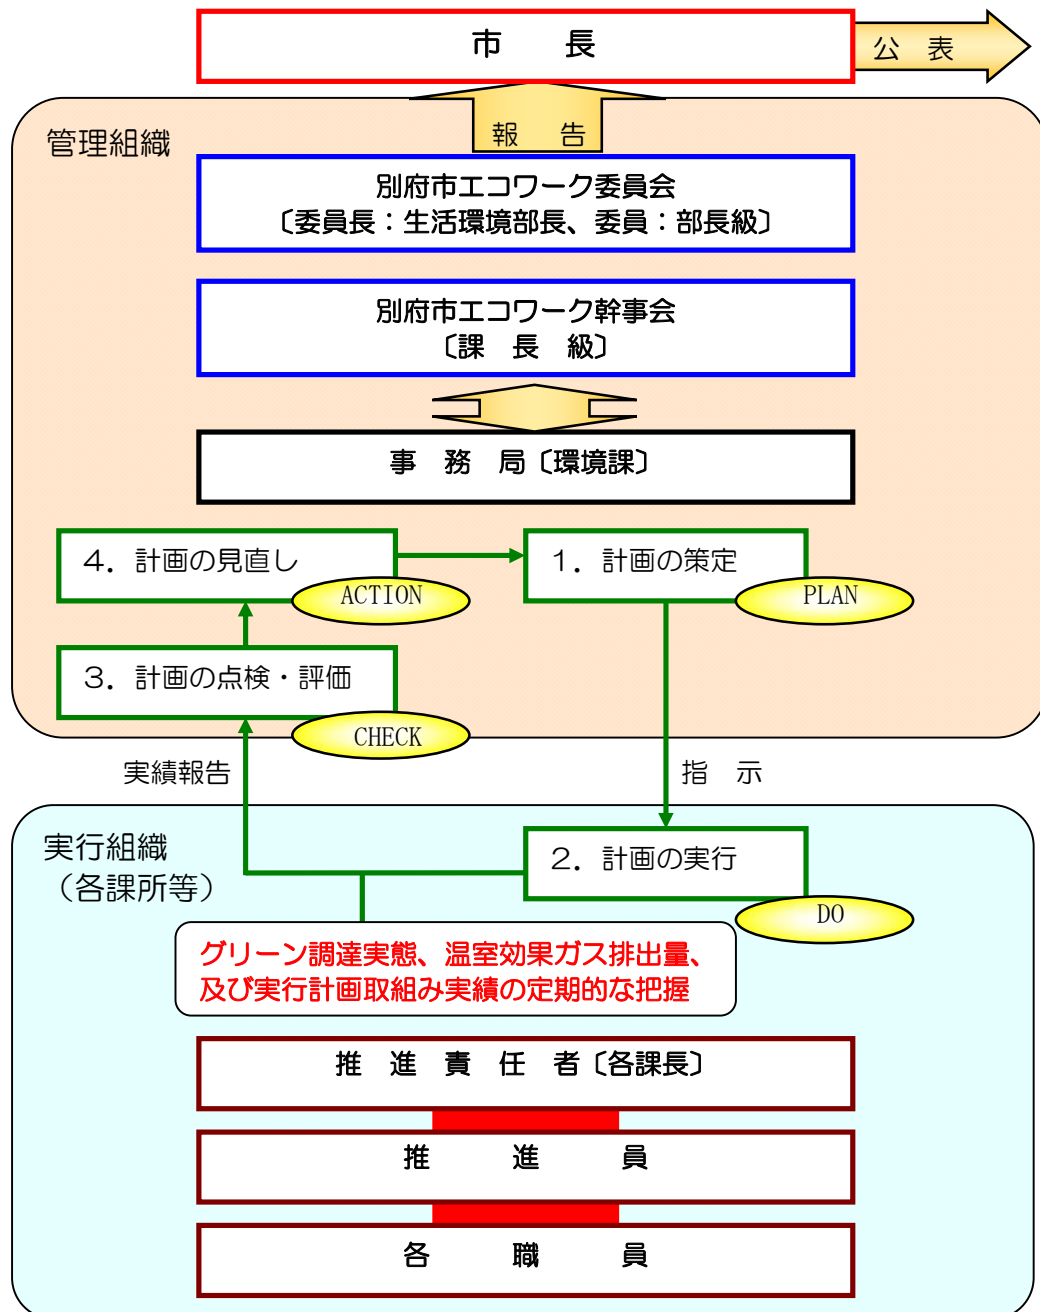 市　長
公　表
報　告
管理組織
別府市エコワーク委員会
〔委員長：生活環境部長、委員：部長級〕
別府市エコワーク幹事会
〔課　長　級〕
事　務　局〔環境課〕
４．計画の見直し
ACTION
１．計画の策定
PLAN
３．計画の点検・評価
CHECK
実績報告
指　示
実行組織
（各課所等）
２．計画の実行
DO
グリーン調達実態、温室効果ガス排出量、
及び実行計画取組み実績の定期的な把握
推　進　責　任　者〔各課長〕
推　進　員
各　職　員